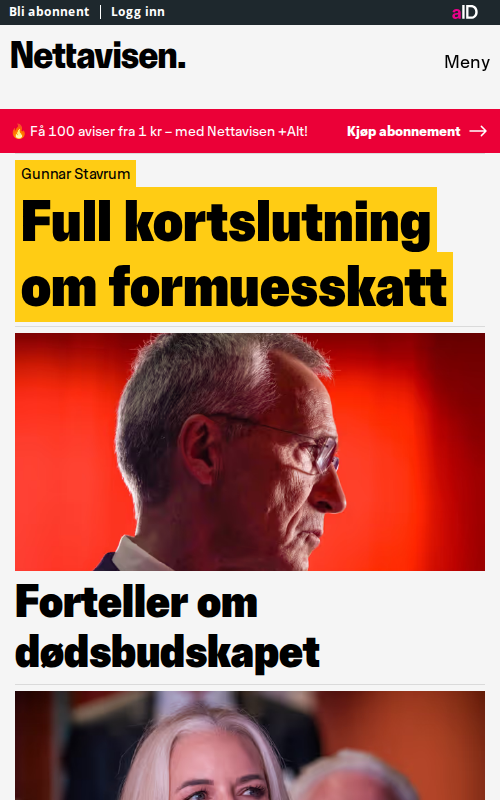 Bli abonnent | Logg inn
aID
Nettavisen.
Meny
🔥 Få 100 aviser fra 1 kr – med Nettavisen +Alt!
Kjøp abonnement →
Gunnar Stavrum
Full kortslutning
om formuesskatt
Forteller om
dødsbudskapet